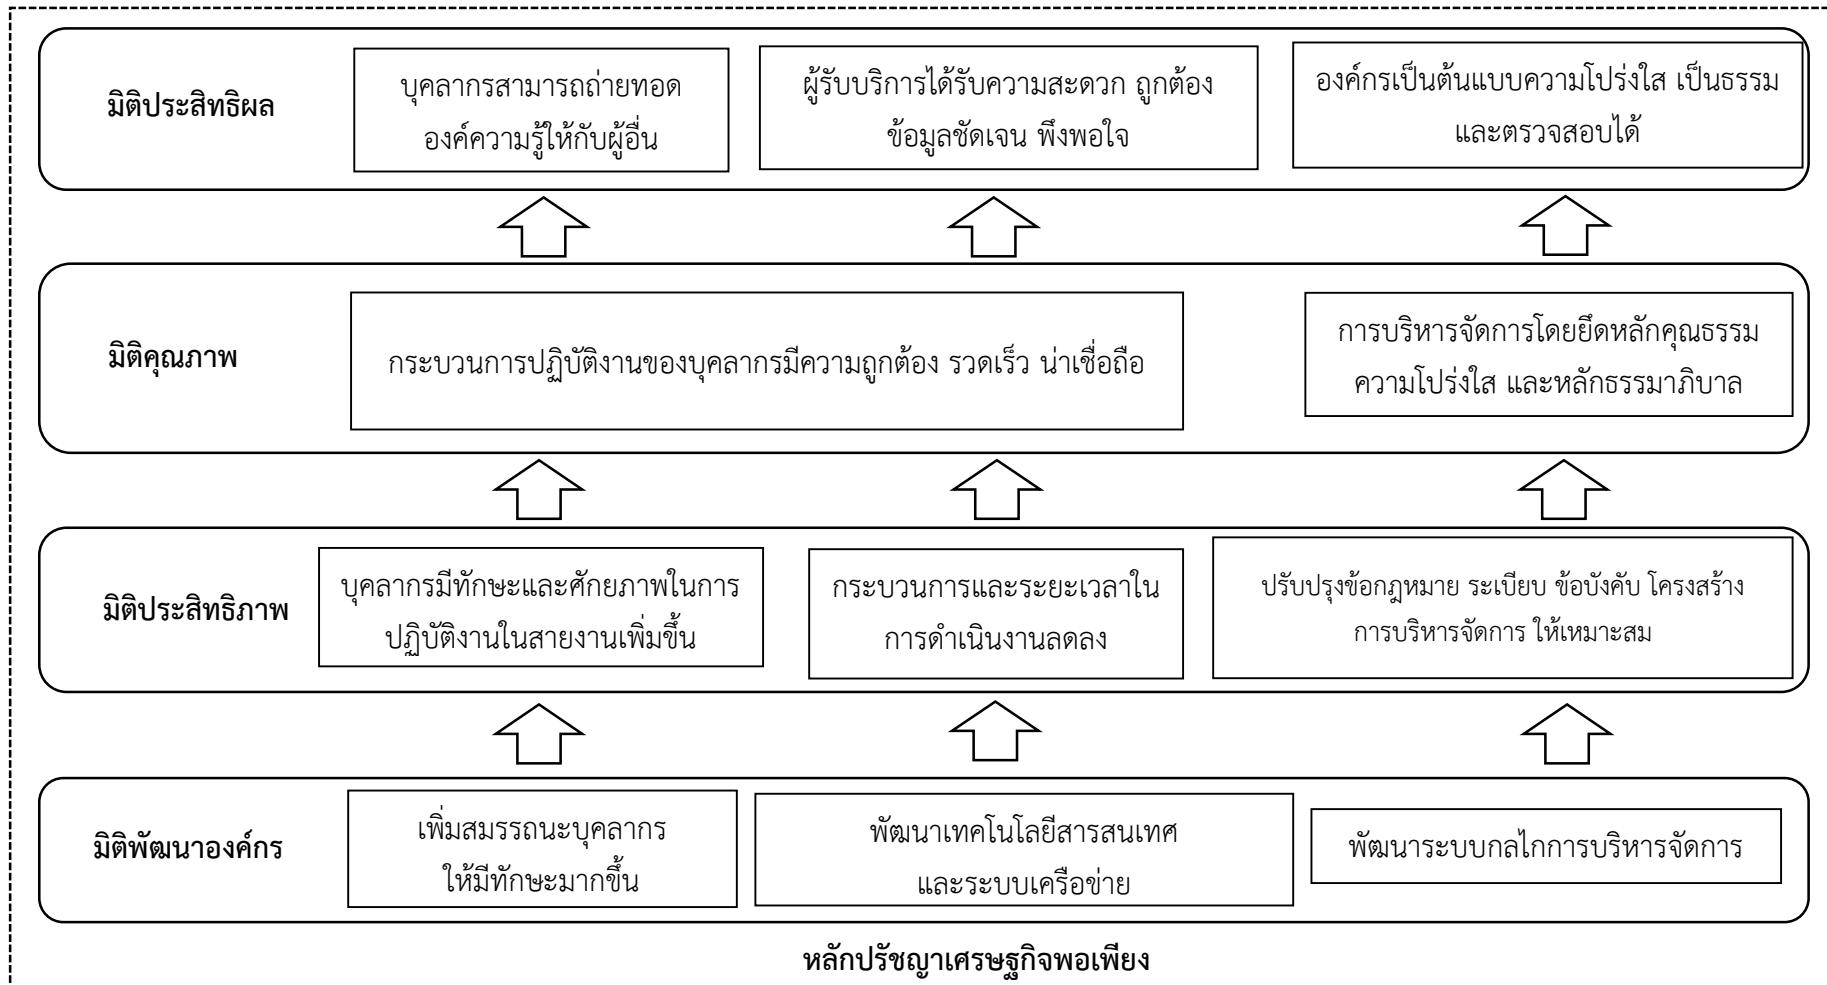 มิติประสิทธิผล
บุคลากรสามารถถ่ายทอด
องค์ความรู้ให้กับผู้อื่น
ผู้รับบริการได้รับความสะดวก ถูกต้อง
ข้อมูลชัดเจน พึงพอใจ
องค์กรเป็นต้นแบบความโปร่งใส เป็นธรรม
และตรวจสอบได้
มิติคุณภาพ
กระบวนการปฏิบัติงานของบุคลากรมีความถูกต้อง รวดเร็ว น่าเชื่อถือ
การบริหารจัดการโดยยึดหลักคุณธรรม
ความโปร่งใส และหลักธรรมาภิบาล
มิติประสิทธิภาพ
บุคลากรมีทักษะและศักยภาพในการ
ปฏิบัติงานในสายงานเพิ่มขึ้น
กระบวนการและระยะเวลาใน
การดำเนินงานลดลง
ปรับปรุงข้อกฎหมาย ระเบียบ ข้อบังคับ โครงสร้าง
การบริหารจัดการ ให้เหมาะสม
มิติพัฒนาองค์กร
เพิ่มสมรรถนะบุคลากร
ให้มีทักษะมากขึ้น
พัฒนาเทคโนโลยีสารสนเทศ
และระบบเครือข่าย
พัฒนาระบบกลไกการบริหารจัดการ
หลักปรัชญาเศรษฐกิจพอเพียง